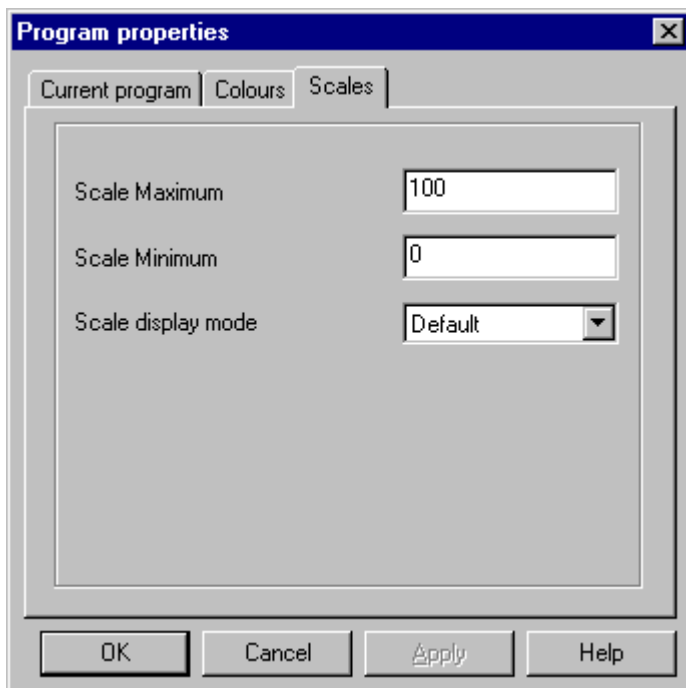 Program properties
Current program Colours Scales
Scale Maximum 100
Scale Minimum 0
Scale display mode Default
OK Cancel Apply Help